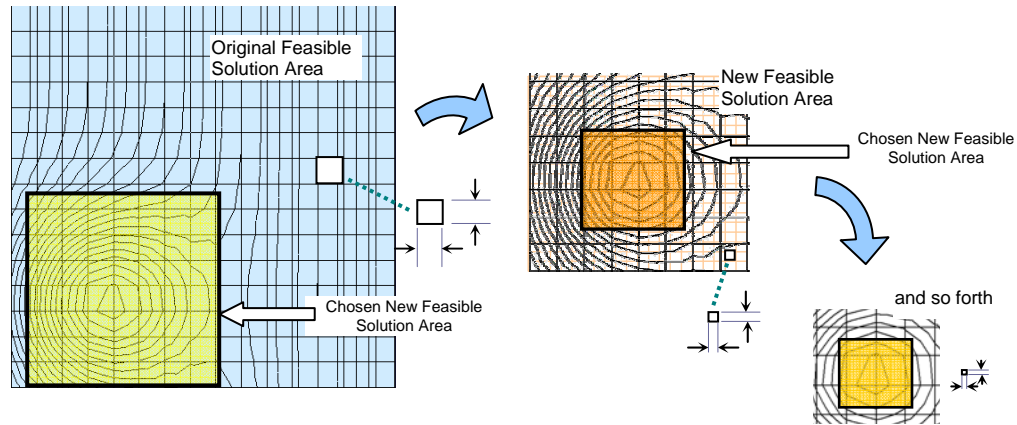 Original Feasible
Solution Area
Chosen New Feasible
Solution Area
New Feasible
Solution Area
Chosen New Feasible
Solution Area
and so forth